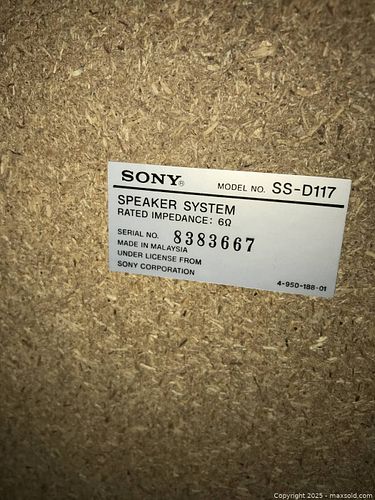 SONY®
MODEL NO. SS-D117
SPEAKER SYSTEM
RATED IMPEDANCE: 6Ω
SERIAL NO. 8383667
MADE IN MALAYSIA
UNDER LICENSE FROM
SONY CORPORATION
4-950-188-01
Copyright 2025 - maxsold.com